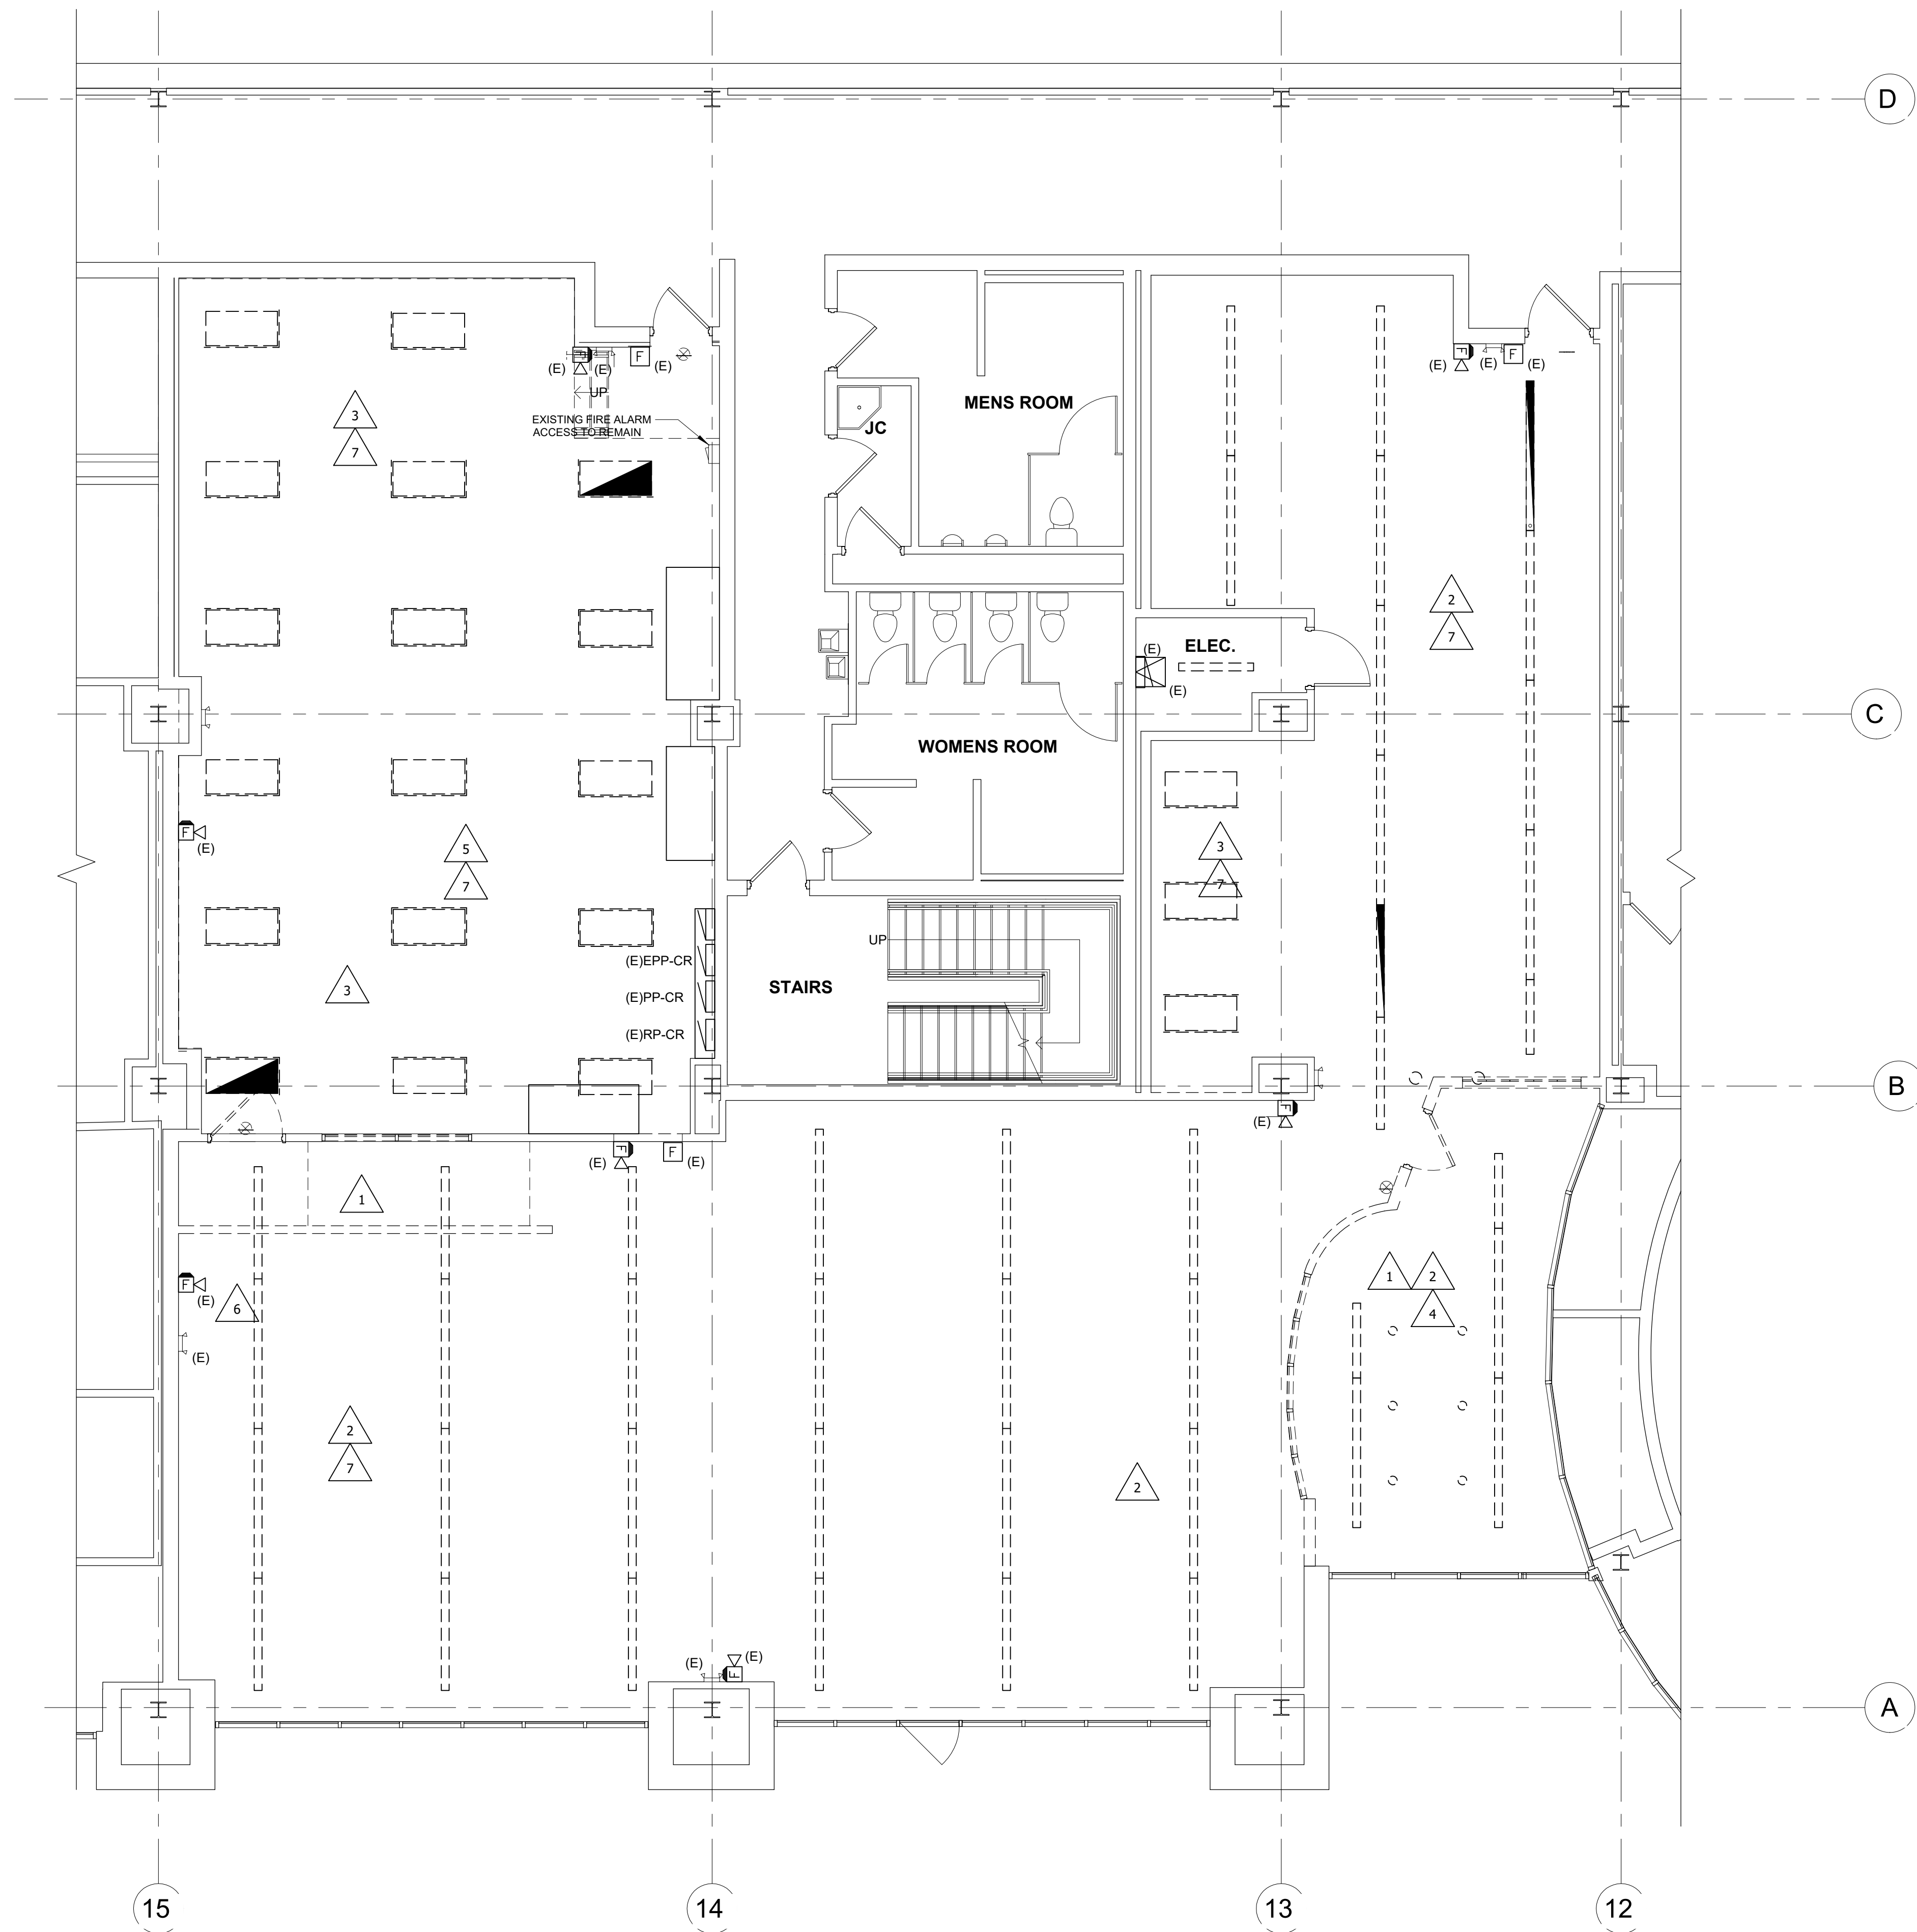 D
(E)
(E)
F
F
(E)
UP
EXISTING FIRE ALARM
ACCESS TO REMAIN
F
F
(E)
(E)
(E)
3
7
MENS ROOM
JC
2
7
ELEC.
(E)
(E)
C
WOMENS ROOM
F
(E)
5
7
3
7
3
(E)EPP-CR
(E)PP-CR
(E)RP-CR
UP
STAIRS
B
F
(E)
F
(E)
F
(E)
1
F
(E)
6
(E)
1
2
4
2
7
2
(E)
(E)
F
A
15
14
13
12